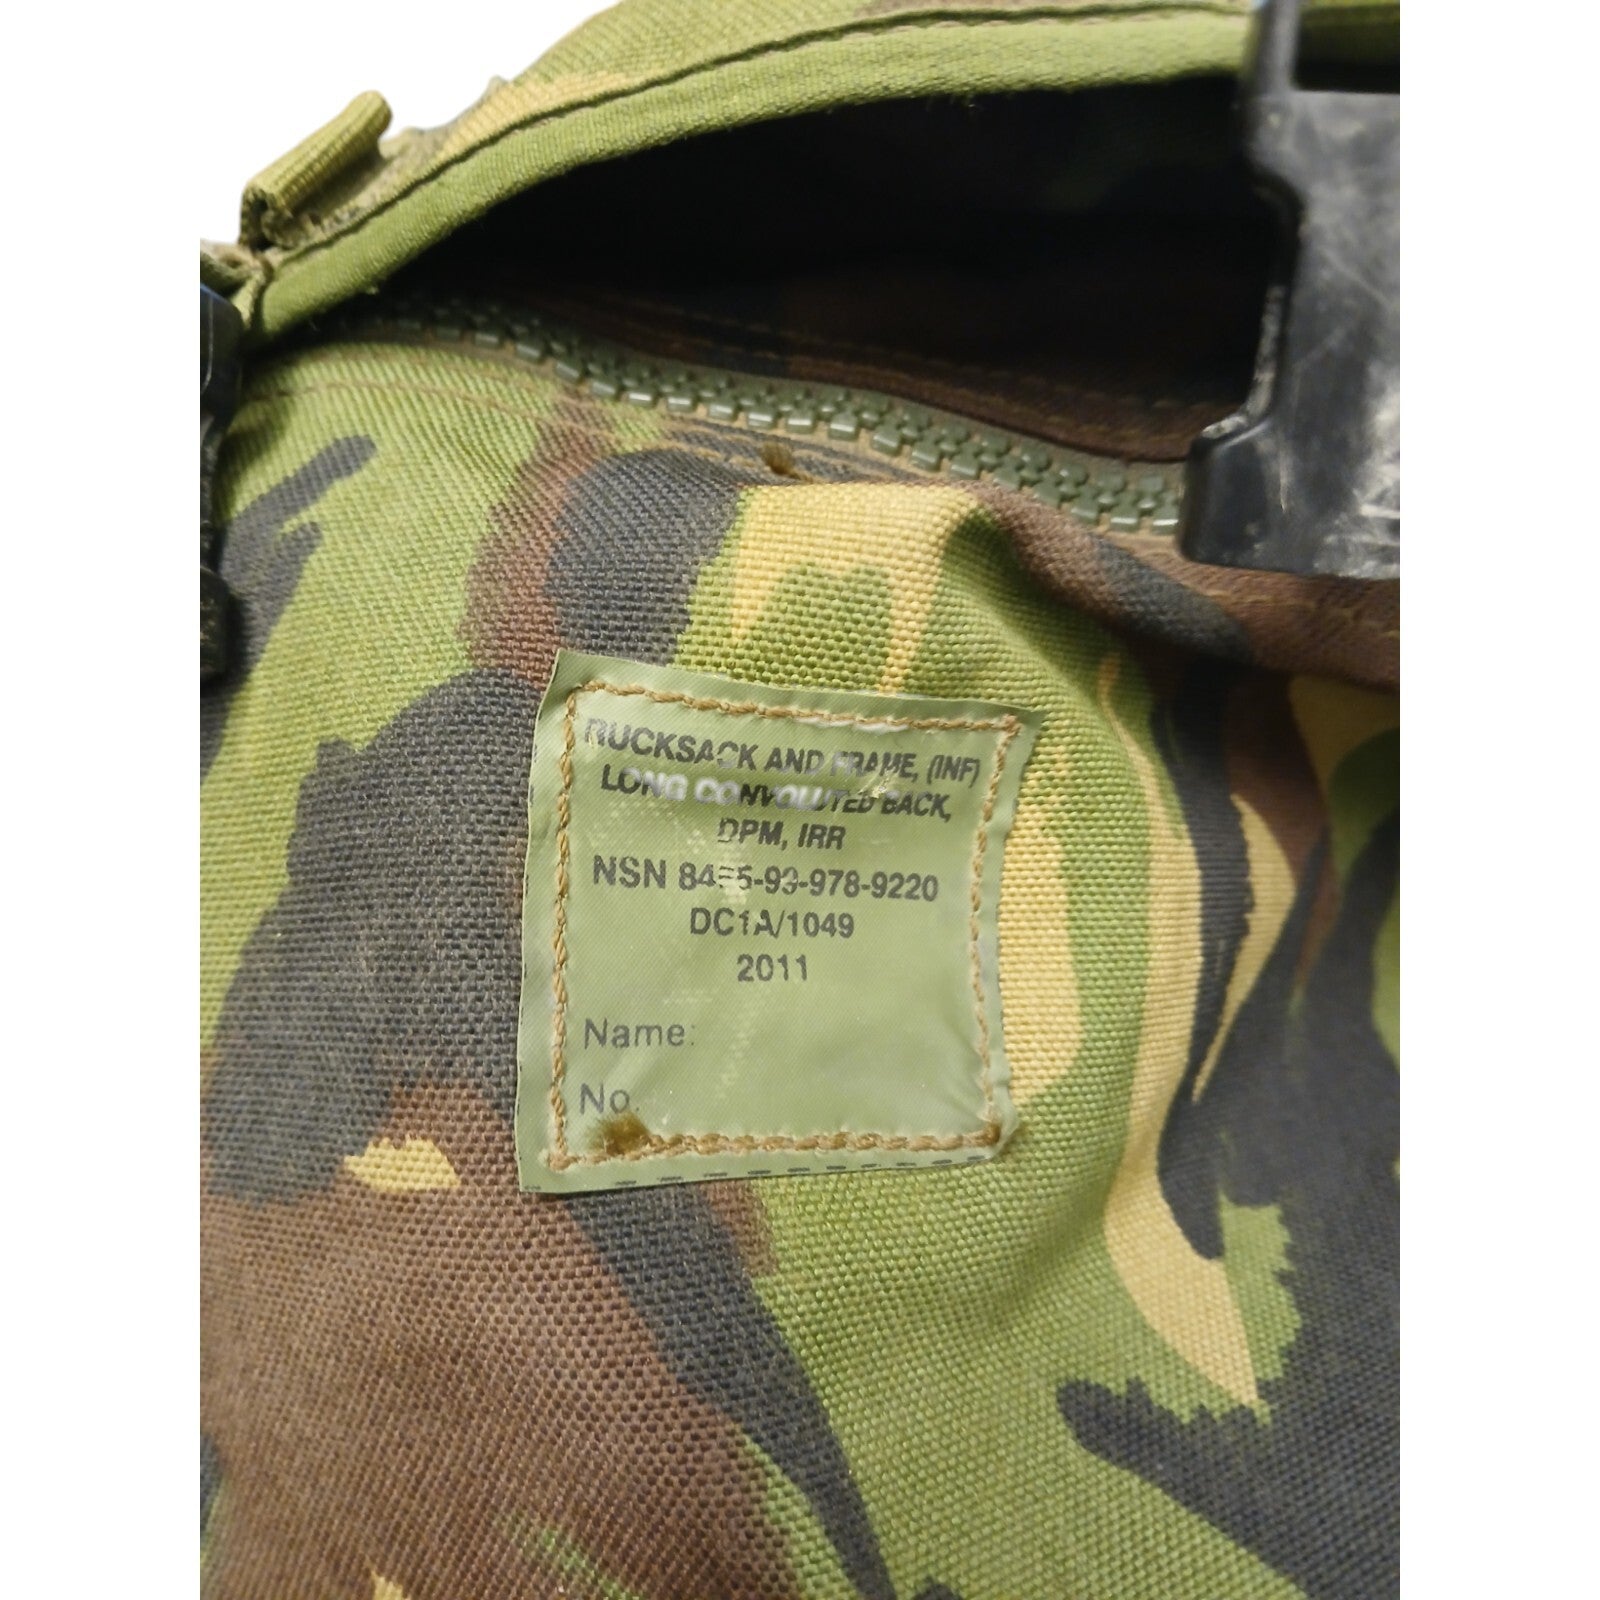 RUCKSACK AND FRAME, (INF)
LONG CONVOLUTED BACK,
DPM, IRR
NSN 8465-99-978-9220
DC1A/1049
2011
Name:
No.